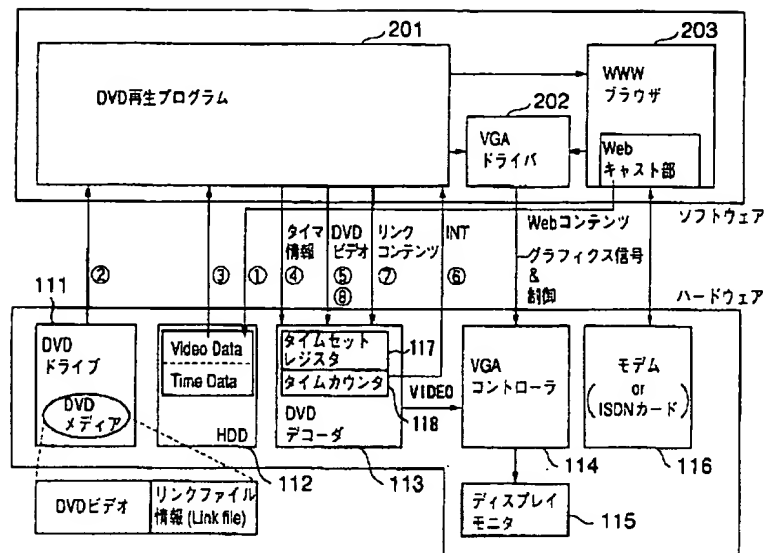 201
203
DVD再生プログラム
WWW
ブラウザ
202
VGA
ドライバ
Web
キャスト部
ソフトウェア
タイマ
情報
DVD
ビデオ
リンク
コンテンツ
INT
Webコンテンツ
グラフィクス信号
&
制御
②
③
①
④
⑤
⑧
⑦
⑥
ハードウェア
111
DVD
ドライブ
DVD
メディア
Video Data
Time Data
HDD
112
タイムセット
レジスタ
117
タイムカウンタ
118
DVD
デコーダ
113
VIDEO
VGA
コントローラ
114
モデム
or
(ISDNカード)
116
ディスプレイ
モニタ
115
DVDビデオ
リンクファイル
情報 (Link file)